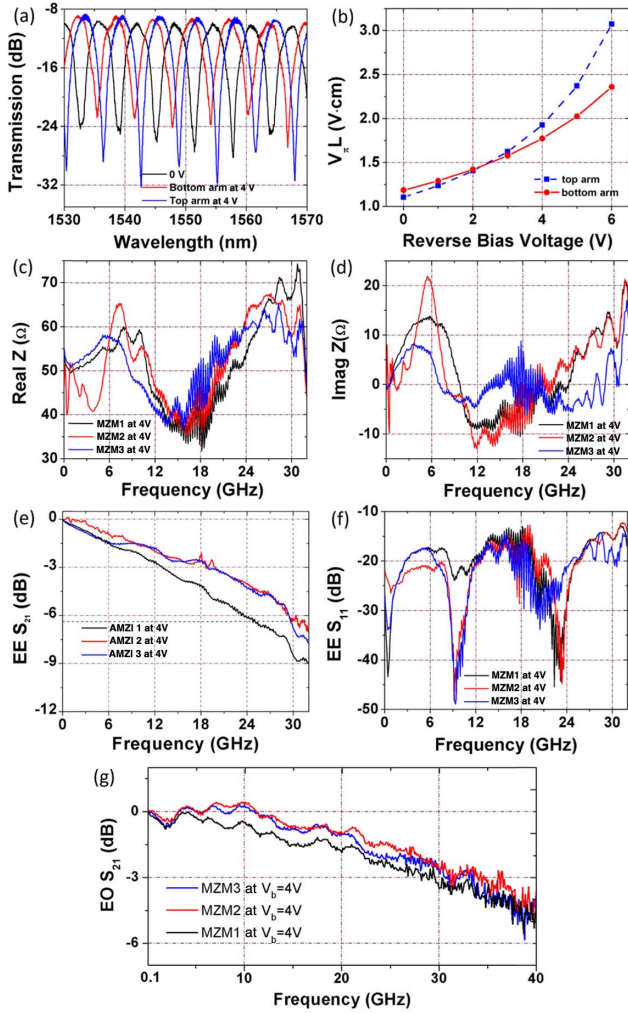 (a)
-8
-16
-24
-32
Transmission (dB)
0 V
Bottom arm at 4 V
Top arm at 4 V
1530
1540
1550
1560
1570
Wavelength (nm)
(b)
3.0
2.5
2.0
1.5
1.0
VπL (V·cm)
top arm
bottom arm
0
2
4
6
Reverse Bias Voltage (V)
(c)
70
60
50
40
30
Real Z (Ω)
MZM1 at 4V
MZM2 at 4V
MZM3 at 4V
0
6
12
18
24
30
Frequency (GHz)
(d)
20
10
0
-10
Imag Z(Ω)
MZM1 at 4V
MZM2 at 4V
MZM3 at 4V
0
6
12
18
24
30
Frequency (GHz)
(e)
0
-3
-6
-9
-12
EE S21 (dB)
AMZI 1 at 4V
AMZI 2 at 4V
AMZI 3 at 4V
0
6
12
18
24
30
Frequency (GHz)
(f)
-10
-20
-30
-40
-50
EE S11 (dB)
MZM1 at 4V
MZM2 at 4V
MZM3 at 4V
0
6
12
18
24
30
Frequency (GHz)
(g)
0
-3
-6
EO S21 (dB)
MZM3 at Vb=4V
MZM2 at Vb=4V
MZM1 at Vb=4V
0.1
10
20
30
40
Frequency (GHz)